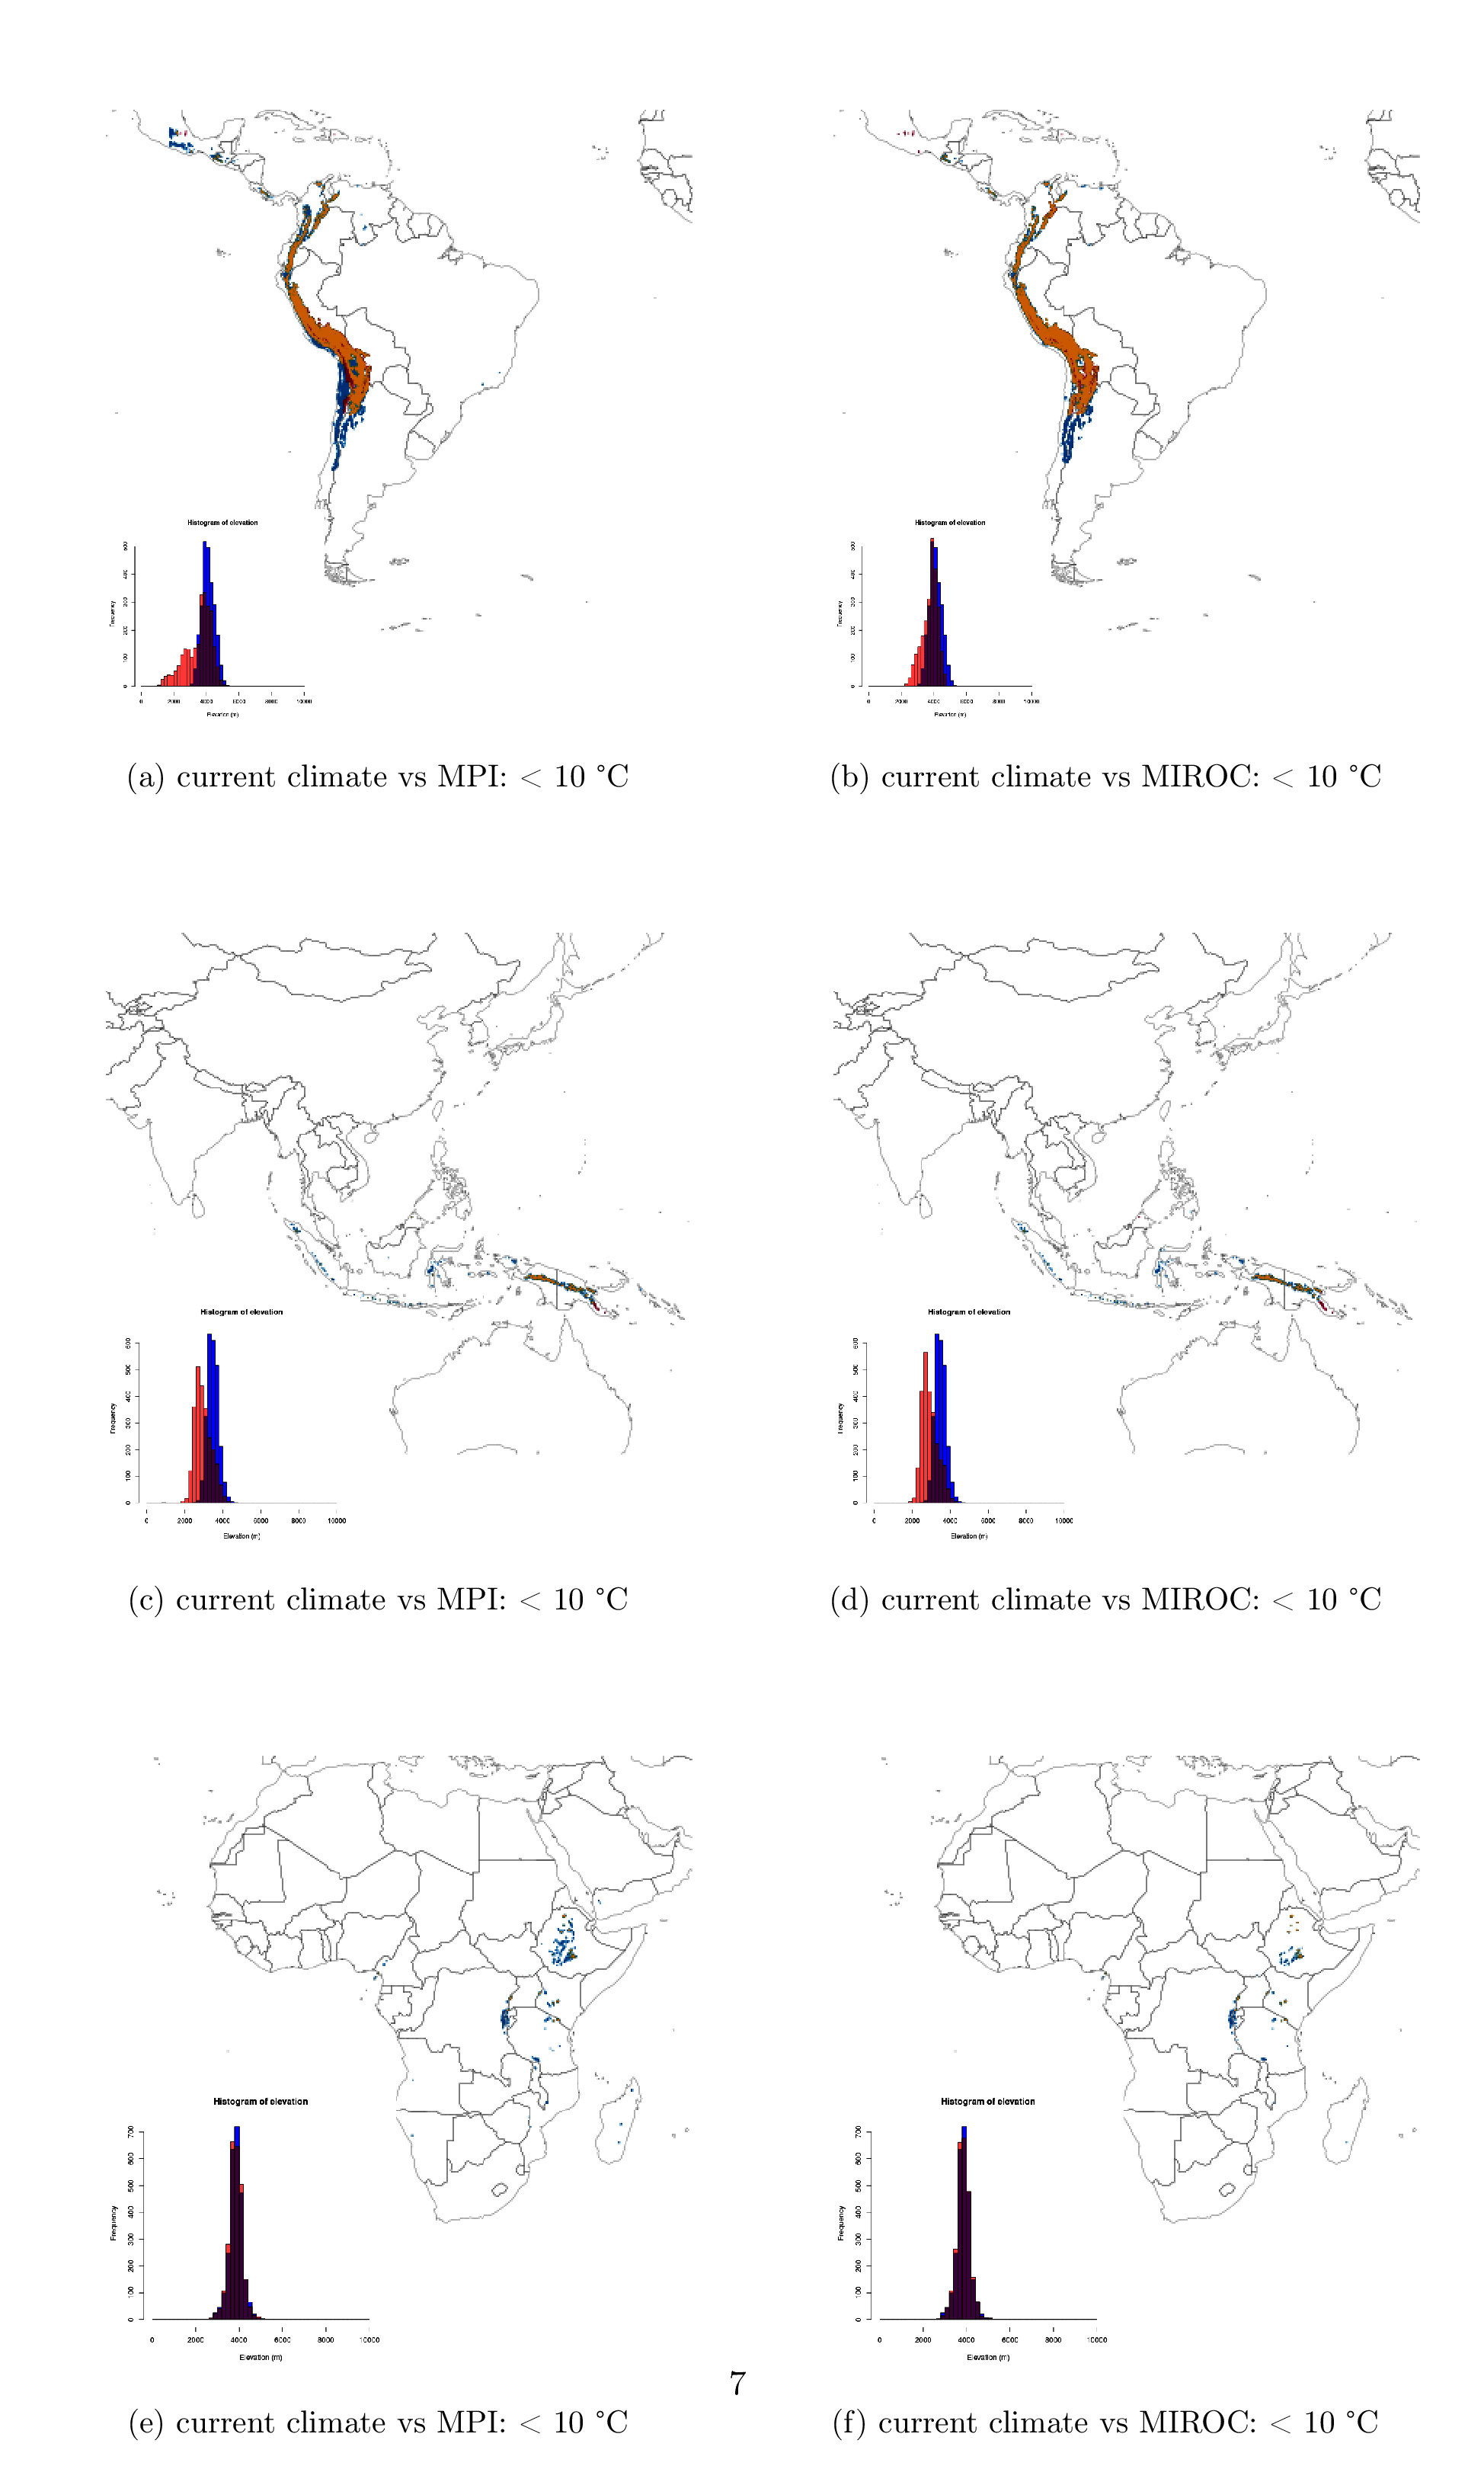 Histogram of elevation
Histogram of elevation
Frequency
0 100 200 300 400 500
0 2000 4000 6000 8000 10000
Elevation (m)
Frequency
0 100 200 300 400 500
0 2000 4000 6000 8000 10000
Elevation (m)
(a) current climate vs MPI: < 10 °C
(b) current climate vs MIROC: < 10 °C
Histogram of elevation
Histogram of elevation
Frequency
0 100 200 300 400 500 600
0 2000 4000 6000 8000 10000
Elevation (m)
Frequency
0 100 200 300 400 500 600
0 2000 4000 6000 8000 10000
Elevation (m)
(c) current climate vs MPI: < 10 °C
(d) current climate vs MIROC: < 10 °C
Histogram of elevation
Histogram of elevation
Frequency
0 100 200 300 400 500 600 700
0 2000 4000 6000 8000 10000
Elevation (m)
Frequency
0 100 200 300 400 500 600 700
0 2000 4000 6000 8000 10000
Elevation (m)
7
(e) current climate vs MPI: < 10 °C
(f) current climate vs MIROC: < 10 °C